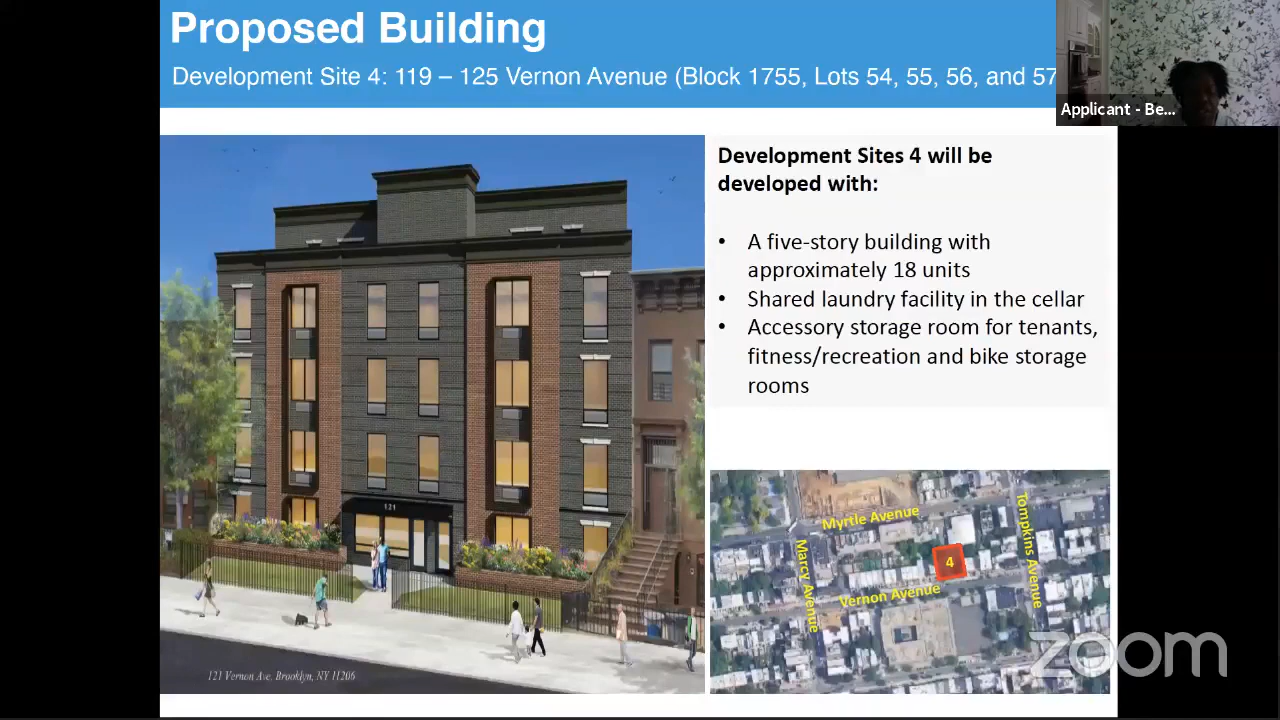 Proposed Building
Development Site 4: 119 – 125 Vernon Avenue (Block 1755, Lots 54, 55, 56, and 57
Applicant - Be...
Development Sites 4 will be
developed with:
• A five-story building with
approximately 18 units
• Shared laundry facility in the cellar
• Accessory storage room for tenants,
fitness/recreation and bike storage
rooms
121
121 Vernon Ave. Brooklyn, NY 11206
Myrtle Avenue
Marcy Avenue
Tompkins Avenue
4
Vernon Avenue
zoom